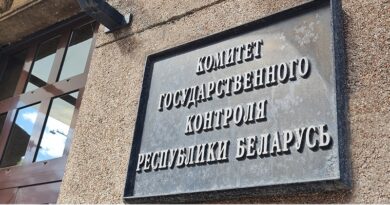 КОМИТЕТ
ГОСУДАРСТВЕННОГО
КОНТРОЛЯ
РЕСПУБЛИКИ БЕЛАРУСЬ